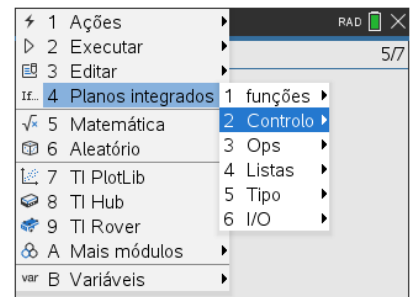 1 Ações
RAD
2 Executar
5/7
3 Editar
If... 4 Planos integrados
1 funções
√x 5 Matemática
2 Controlo
6 Aleatório
3 Ops
7 TI PlotLib
4 Listas
8 TI Hub
5 Tipo
9 TI Rover
6 I/O
A Mais módulos
var B Variáveis